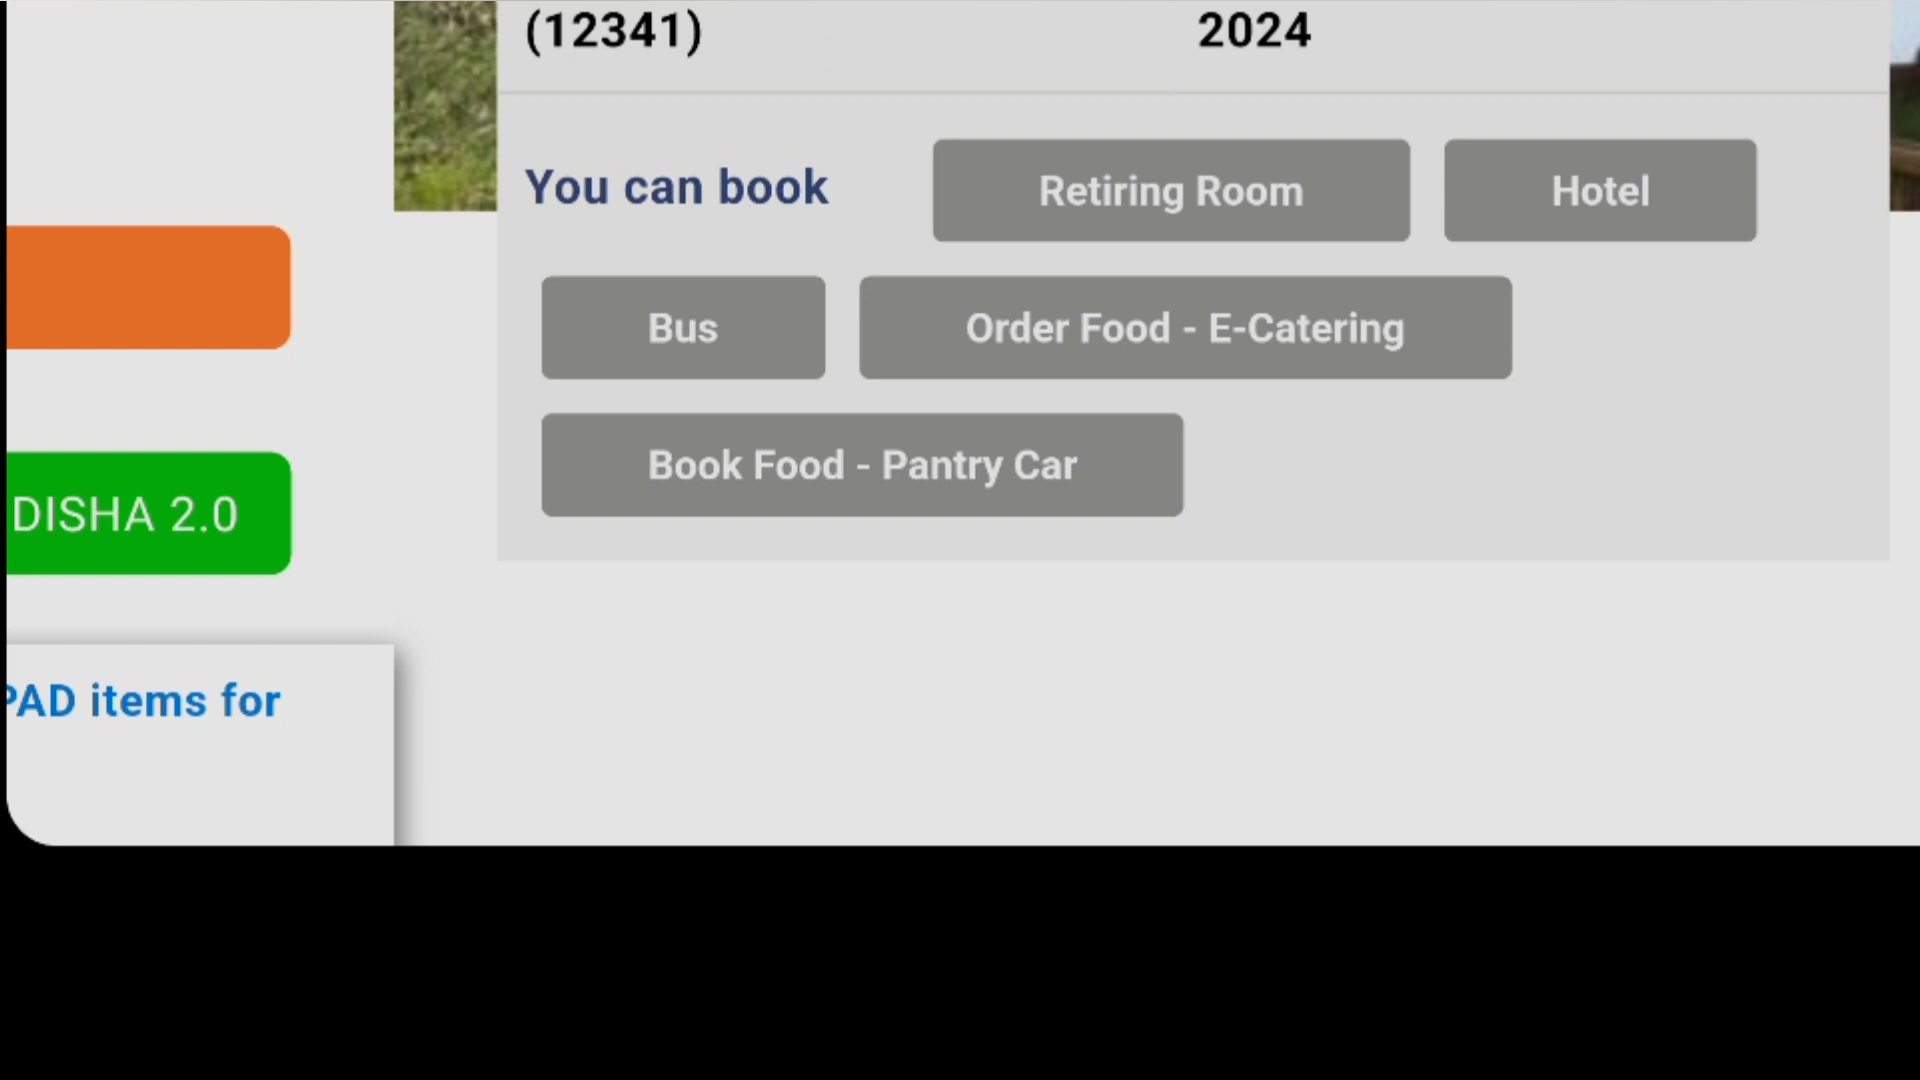 (12341) 2024
You can book Retiring Room Hotel
Bus Order Food - E-Catering
Book Food - Pantry Car
DISHA 2.0
PAD items for